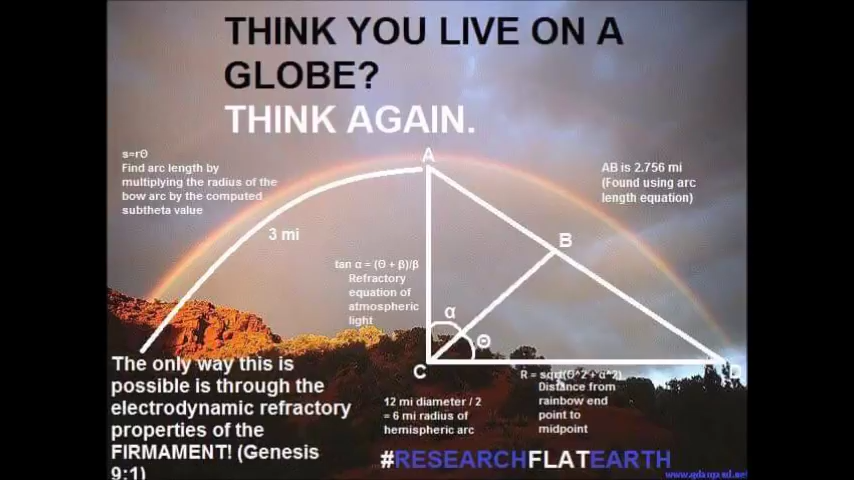 THINK YOU LIVE ON A
GLOBE?
THINK AGAIN.
s=rΘ
Find arc length by
multiplying the radius of the
bow arc by the computed
subtheta value
A
AB is 2.756 mi
(Found using arc
length equation)
3 mi
B
tan α = (Θ + β)/β
Refractory
equation of
atmospheric
light
α
Θ
C
D
The only way this is
possible is through the
electrodynamic refractory
properties of the
FIRMAMENT! (Genesis
9:1)
12 mi diameter / 2
= 6 mi radius of
hemispheric arc
R = sqrt(Θ^2 + α^2)
Distance from
rainbow end
point to
midpoint
#RESEARCHFLATEARTH